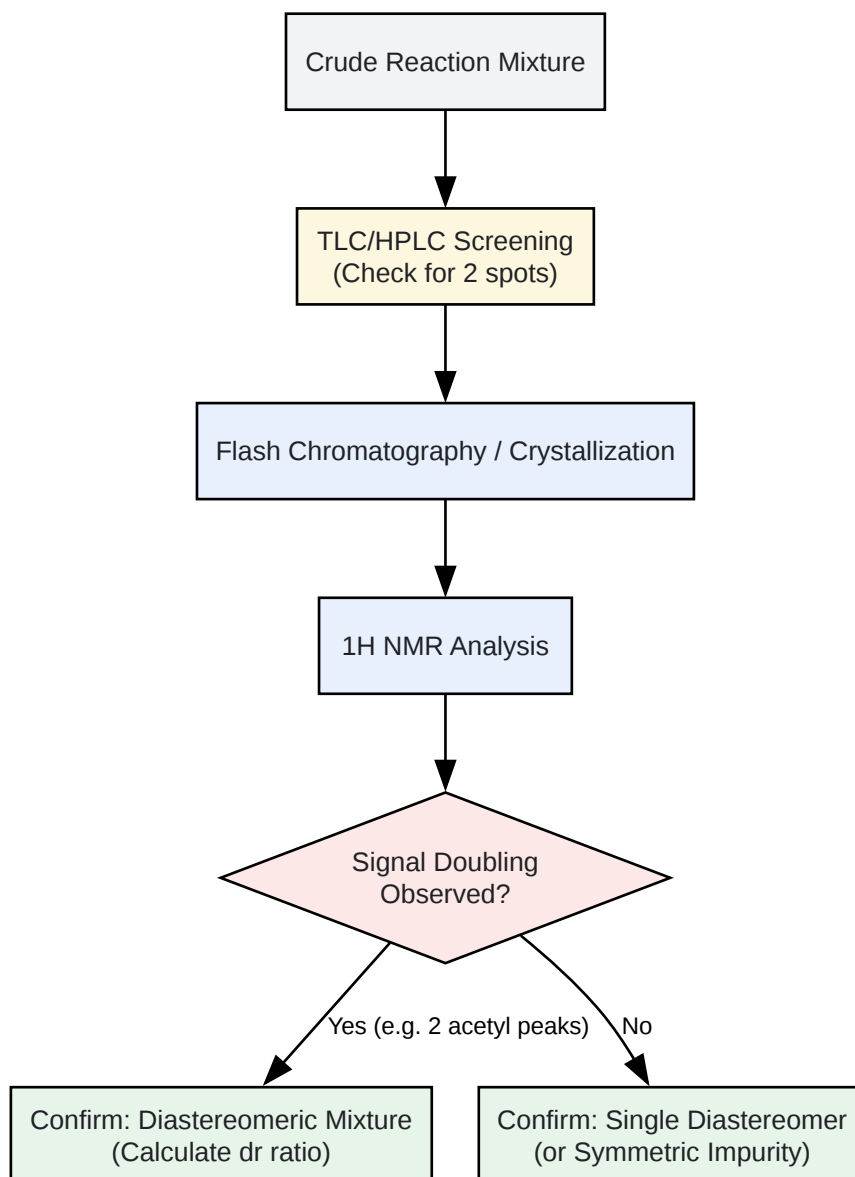 Crude Reaction Mixture
TLC/HPLC Screening
(Check for 2 spots)
Flash Chromatography / Crystallization
1H NMR Analysis
Signal Doubling
Observed?
Yes (e.g. 2 acetyl peaks)
No
Confirm: Diastereomeric Mixture
(Calculate dr ratio)
Confirm: Single Diastereomer
(or Symmetric Impurity)